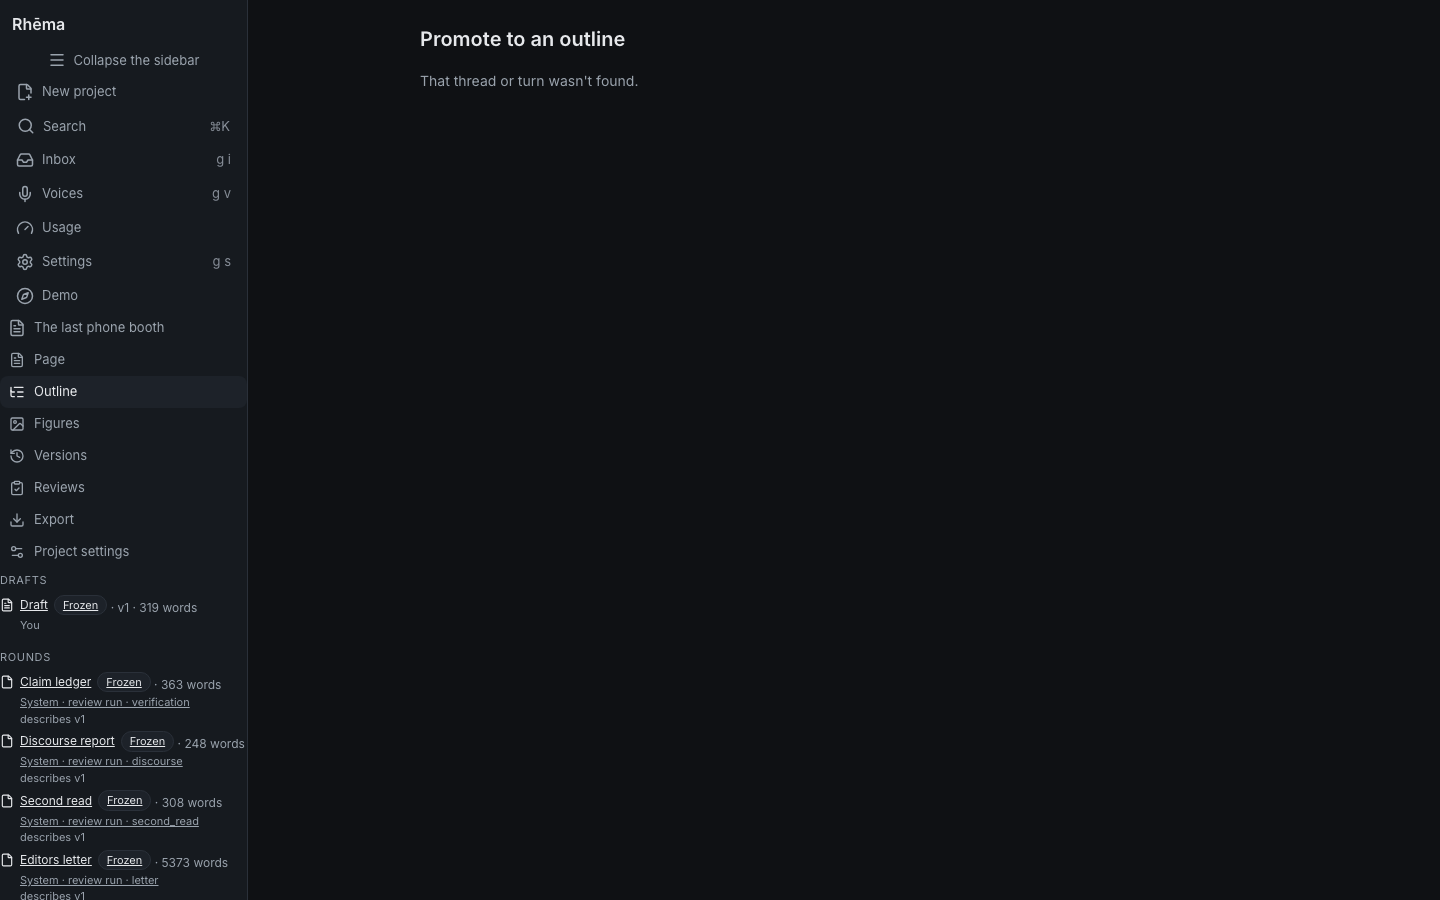 Rhēma
Collapse the sidebar
New project
Search ⌘K
Inbox g i
Voices g v
Usage
Settings g s
Demo
The last phone booth
Page
Outline
Figures
Versions
Reviews
Export
Project settings
DRAFTS
Draft Frozen · v1 · 319 words
You
ROUNDS
Claim ledger Frozen · 363 words
System · review run · verification
describes v1
Discourse report Frozen · 248 words
System · review run · discourse
describes v1
Second read Frozen · 308 words
System · review run · second_read
describes v1
Editors letter Frozen · 5373 words
System · review run · letter
describes v1
Promote to an outline
That thread or turn wasn't found.